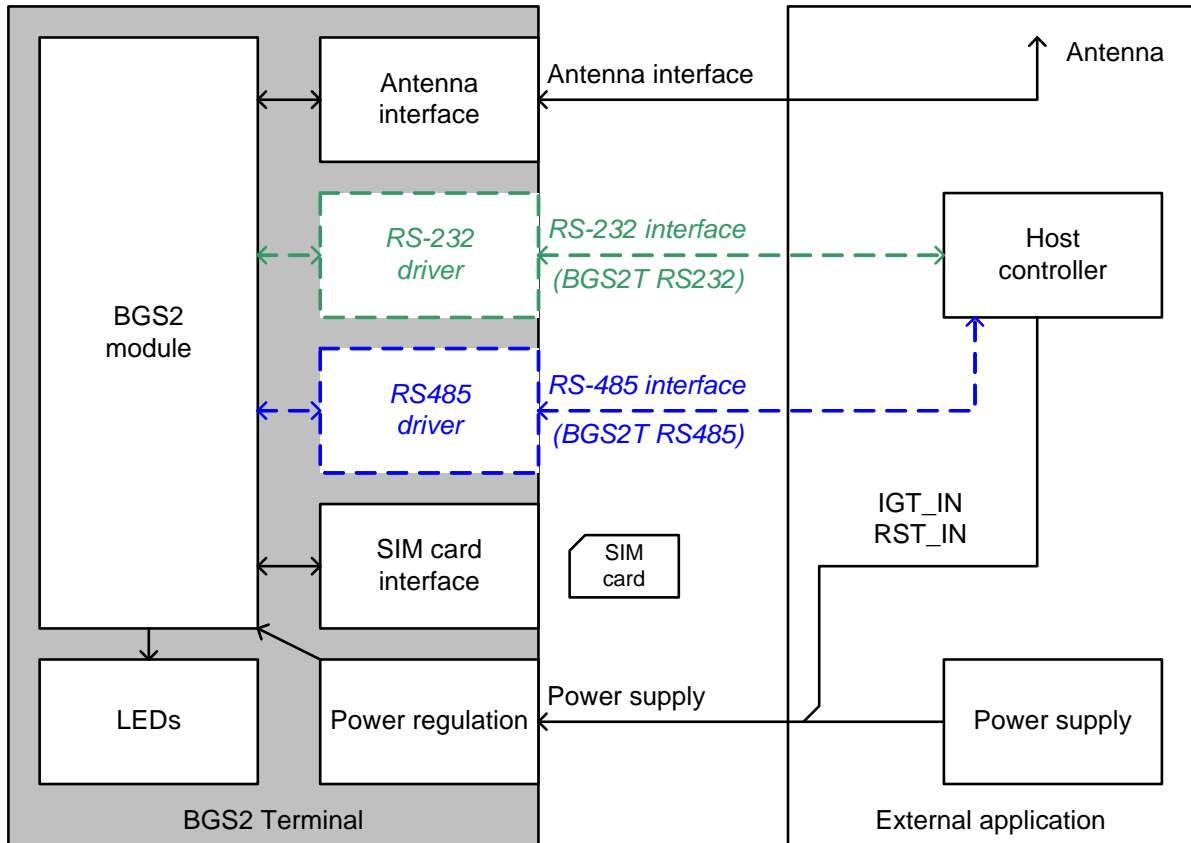 Antenna
interface
Antenna interface
Antenna
RS-232
driver
RS-232 interface
(BGS2T RS232)
Host
controller
BGS2
module
RS485
driver
RS-485 interface
(BGS2T RS485)
IGT_IN
RST_IN
SIM card
interface
SIM
card
LEDs
Power regulation
Power supply
Power supply
BGS2 Terminal
External application